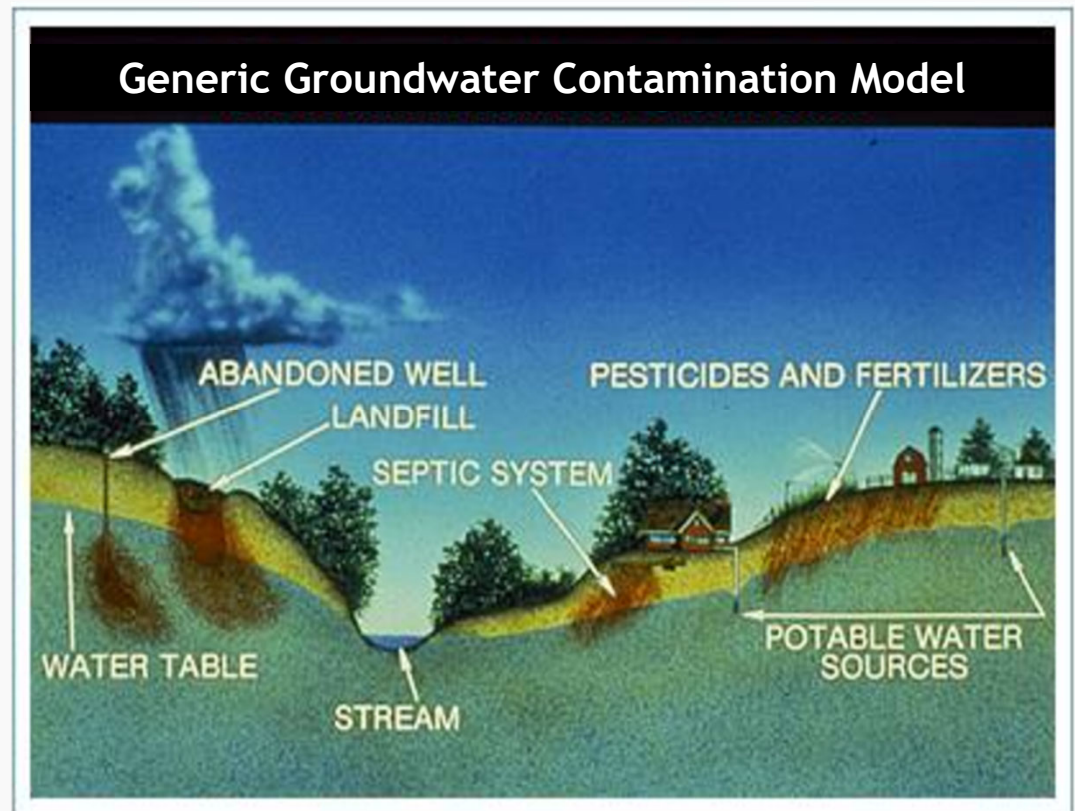 Generic Groundwater Contamination Model
ABANDONED WELL
LANDFILL
PESTICIDES AND FERTILIZERS
SEPTIC SYSTEM
WATER TABLE
POTABLE WATER
SOURCES
STREAM